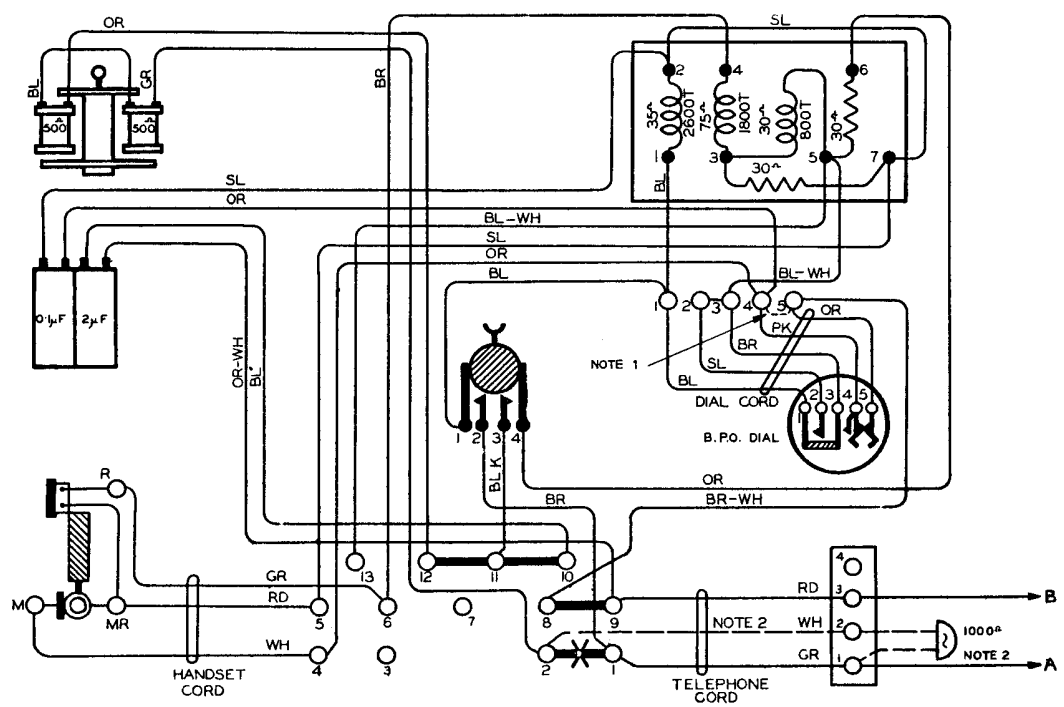 OR
SL
BL
GR
BR
50Ω
50Ω
2
4
6
35Ω
2600T
75Ω
1800T
30Ω
800T
30Ω
1
3
5
7
30Ω
BL
SL
OR
BL-WH
SL
OR
BL
BL-WH
1
2
3
4
5
0·1µF
2µF
OR-WH
BL
NOTE 1
OR
PK
BR
SL
BL
DIAL CORD
1
2
3
4
5
B.P.O. DIAL
1
2
3
4
BLK
BR
OR
BR-WH
R
GR
13
12
11
10
4
M
MR
RD
5
6
7
8
9
RD
3
B
NOTE 2
WH
2
1000Ω
NOTE 2
WH
4
3
2
1
GR
1
A
HANDSET
CORD
TELEPHONE
CORD